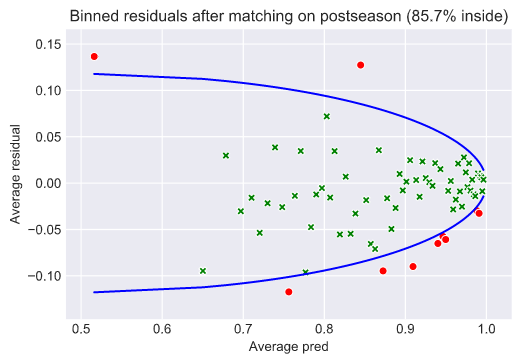 Binned residuals after matching on postseason (85.7% inside)
0.15
0.10
0.05
0.00
−0.05
−0.10
Average residual
0.5 0.6 0.7 0.8 0.9 1.0
Average pred